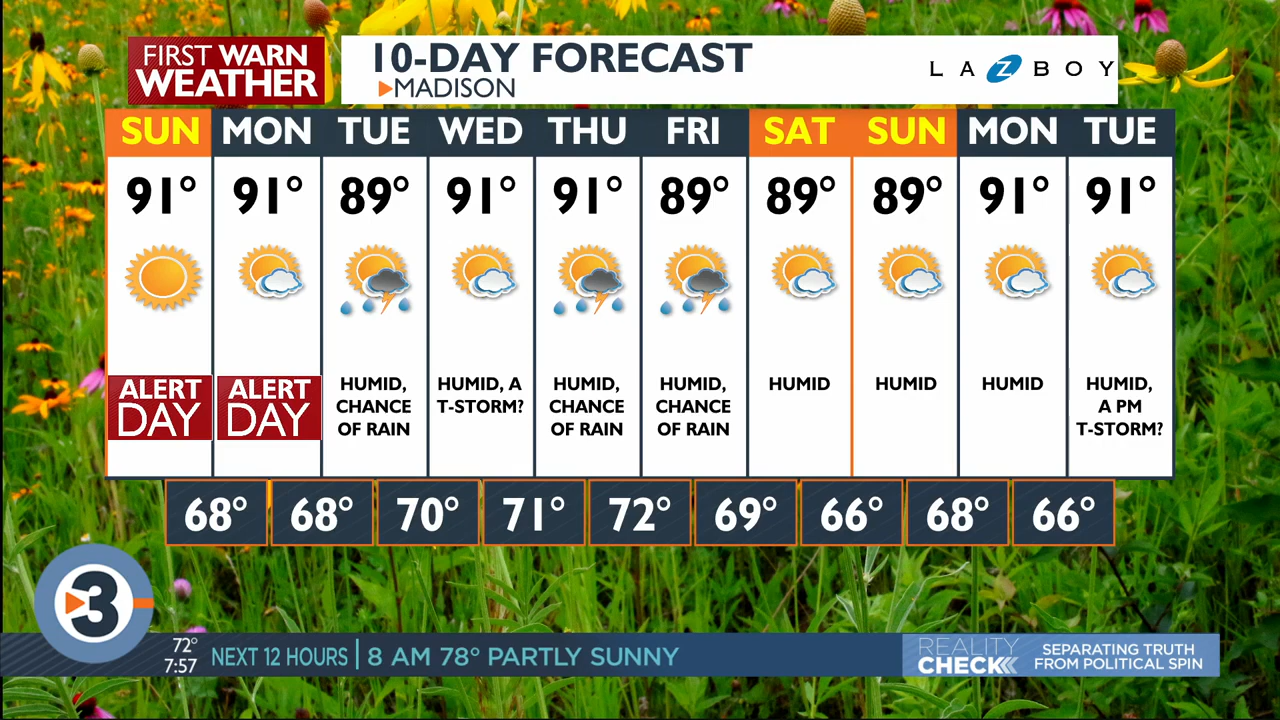 FIRST WARN
WEATHER
10-DAY FORECAST
MADISON
LAZBOY
SUN MON TUE WED THU FRI SAT SUN MON TUE
91° 91° 89° 91° 91° 89° 89° 89° 91° 91°
ALERT
DAY
ALERT
DAY
HUMID,
CHANCE
OF RAIN
HUMID, A
T-STORM?
HUMID,
CHANCE
OF RAIN
HUMID,
CHANCE
OF RAIN
HUMID
HUMID
HUMID
HUMID,
A PM
T-STORM?
68° 68° 70° 71° 72° 69° 66° 68° 66°
3
72°
7:57
NEXT 12 HOURS 8 AM 78° PARTLY SUNNY
REALITY
CHECK
SEPARATING TRUTH
FROM POLITICAL SPIN